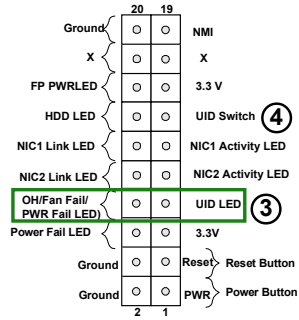 20 19
Ground NMI
X X
FP PWRLED 3.3 V
HDD LED UID Switch 4
NIC1 Link LED NIC1 Activity LED
NIC2 Link LED NIC2 Activity LED
OH/Fan Fail/
PWR Fail LED UID LED 3
Power Fail LED 3.3V
Ground Reset Reset Button
Ground PWR Power Button
2 1